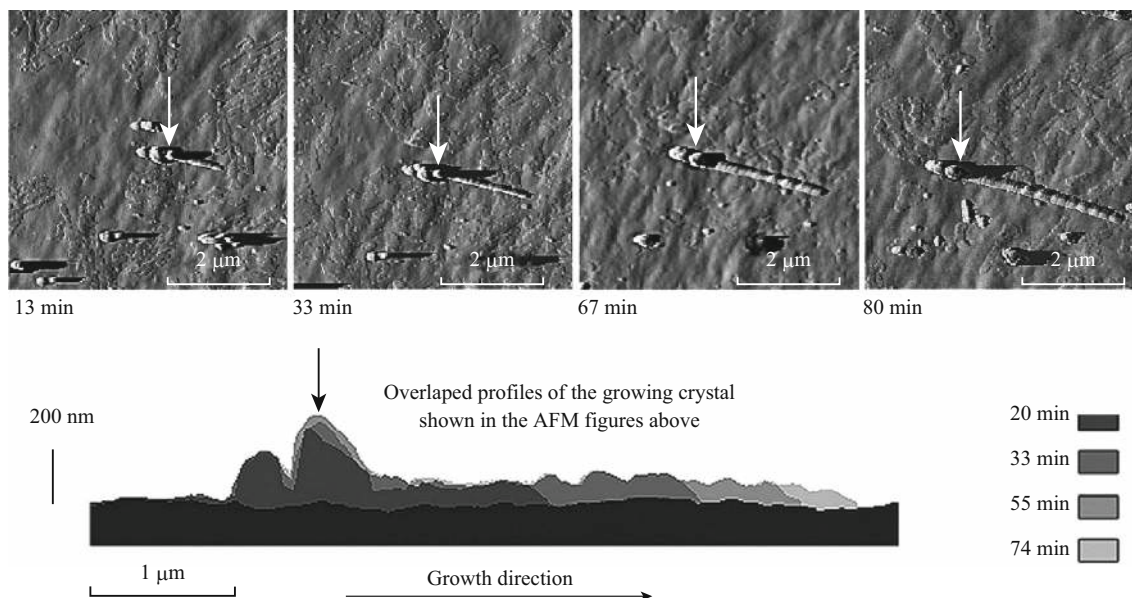 2 μm
2 μm
2 μm
2 μm
13 min
33 min
67 min
80 min
200 nm
Overlaped profiles of the growing crystal
shown in the AFM figures above
20 min
33 min
55 min
74 min
1 μm
Growth direction